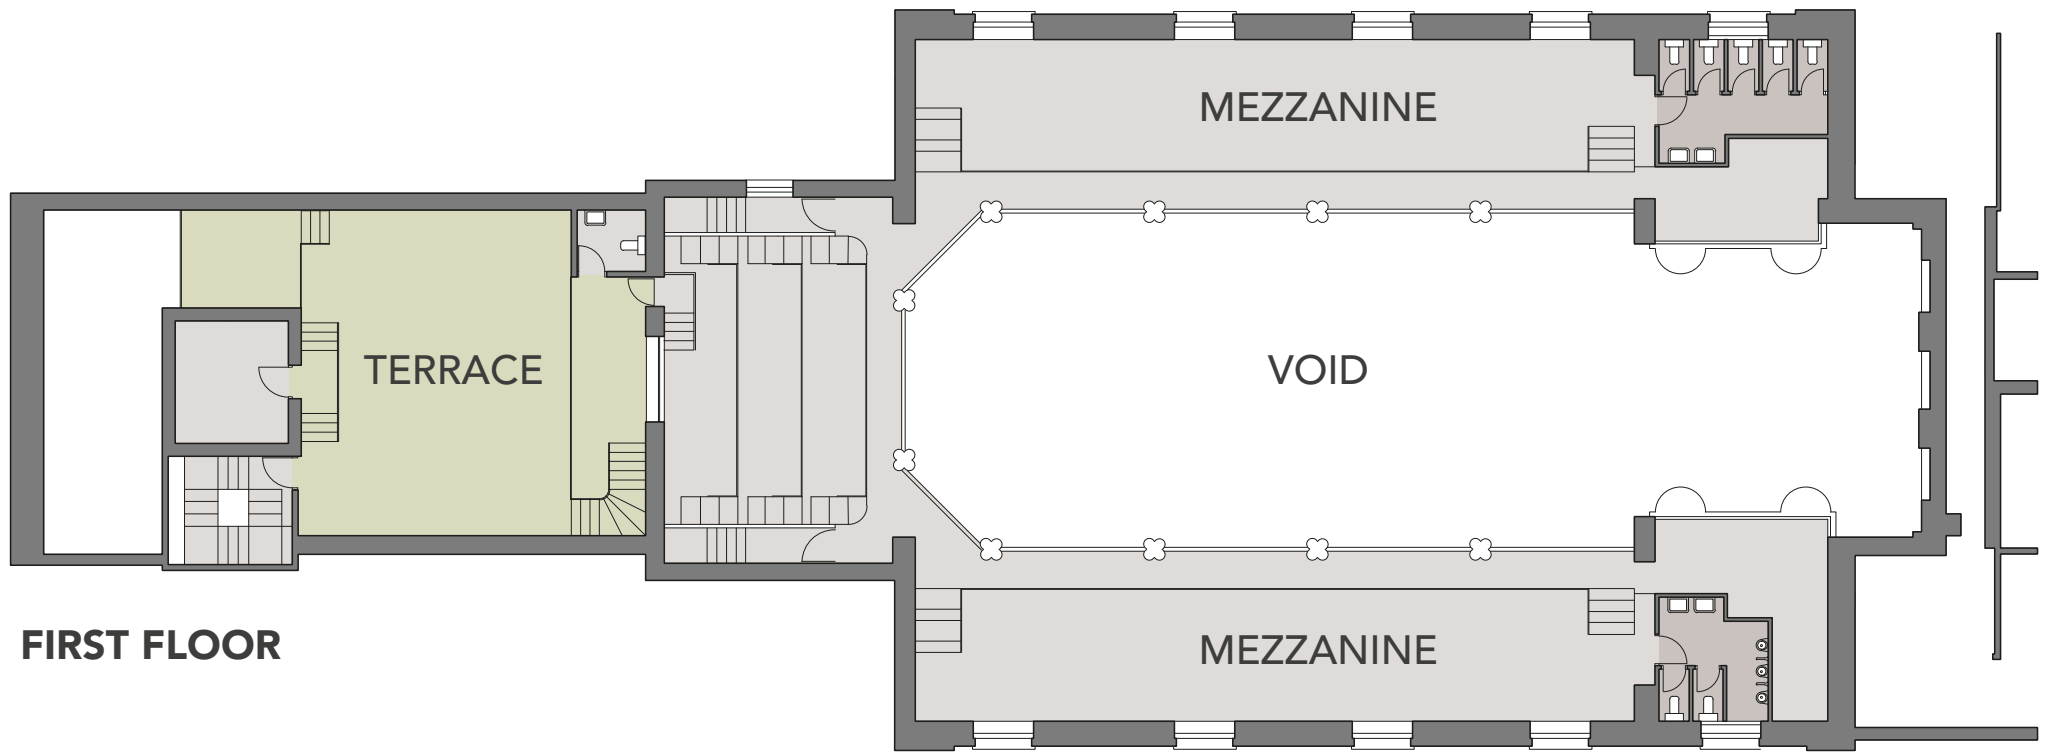 MEZZANINE
TERRACE
VOID
FIRST FLOOR
MEZZANINE